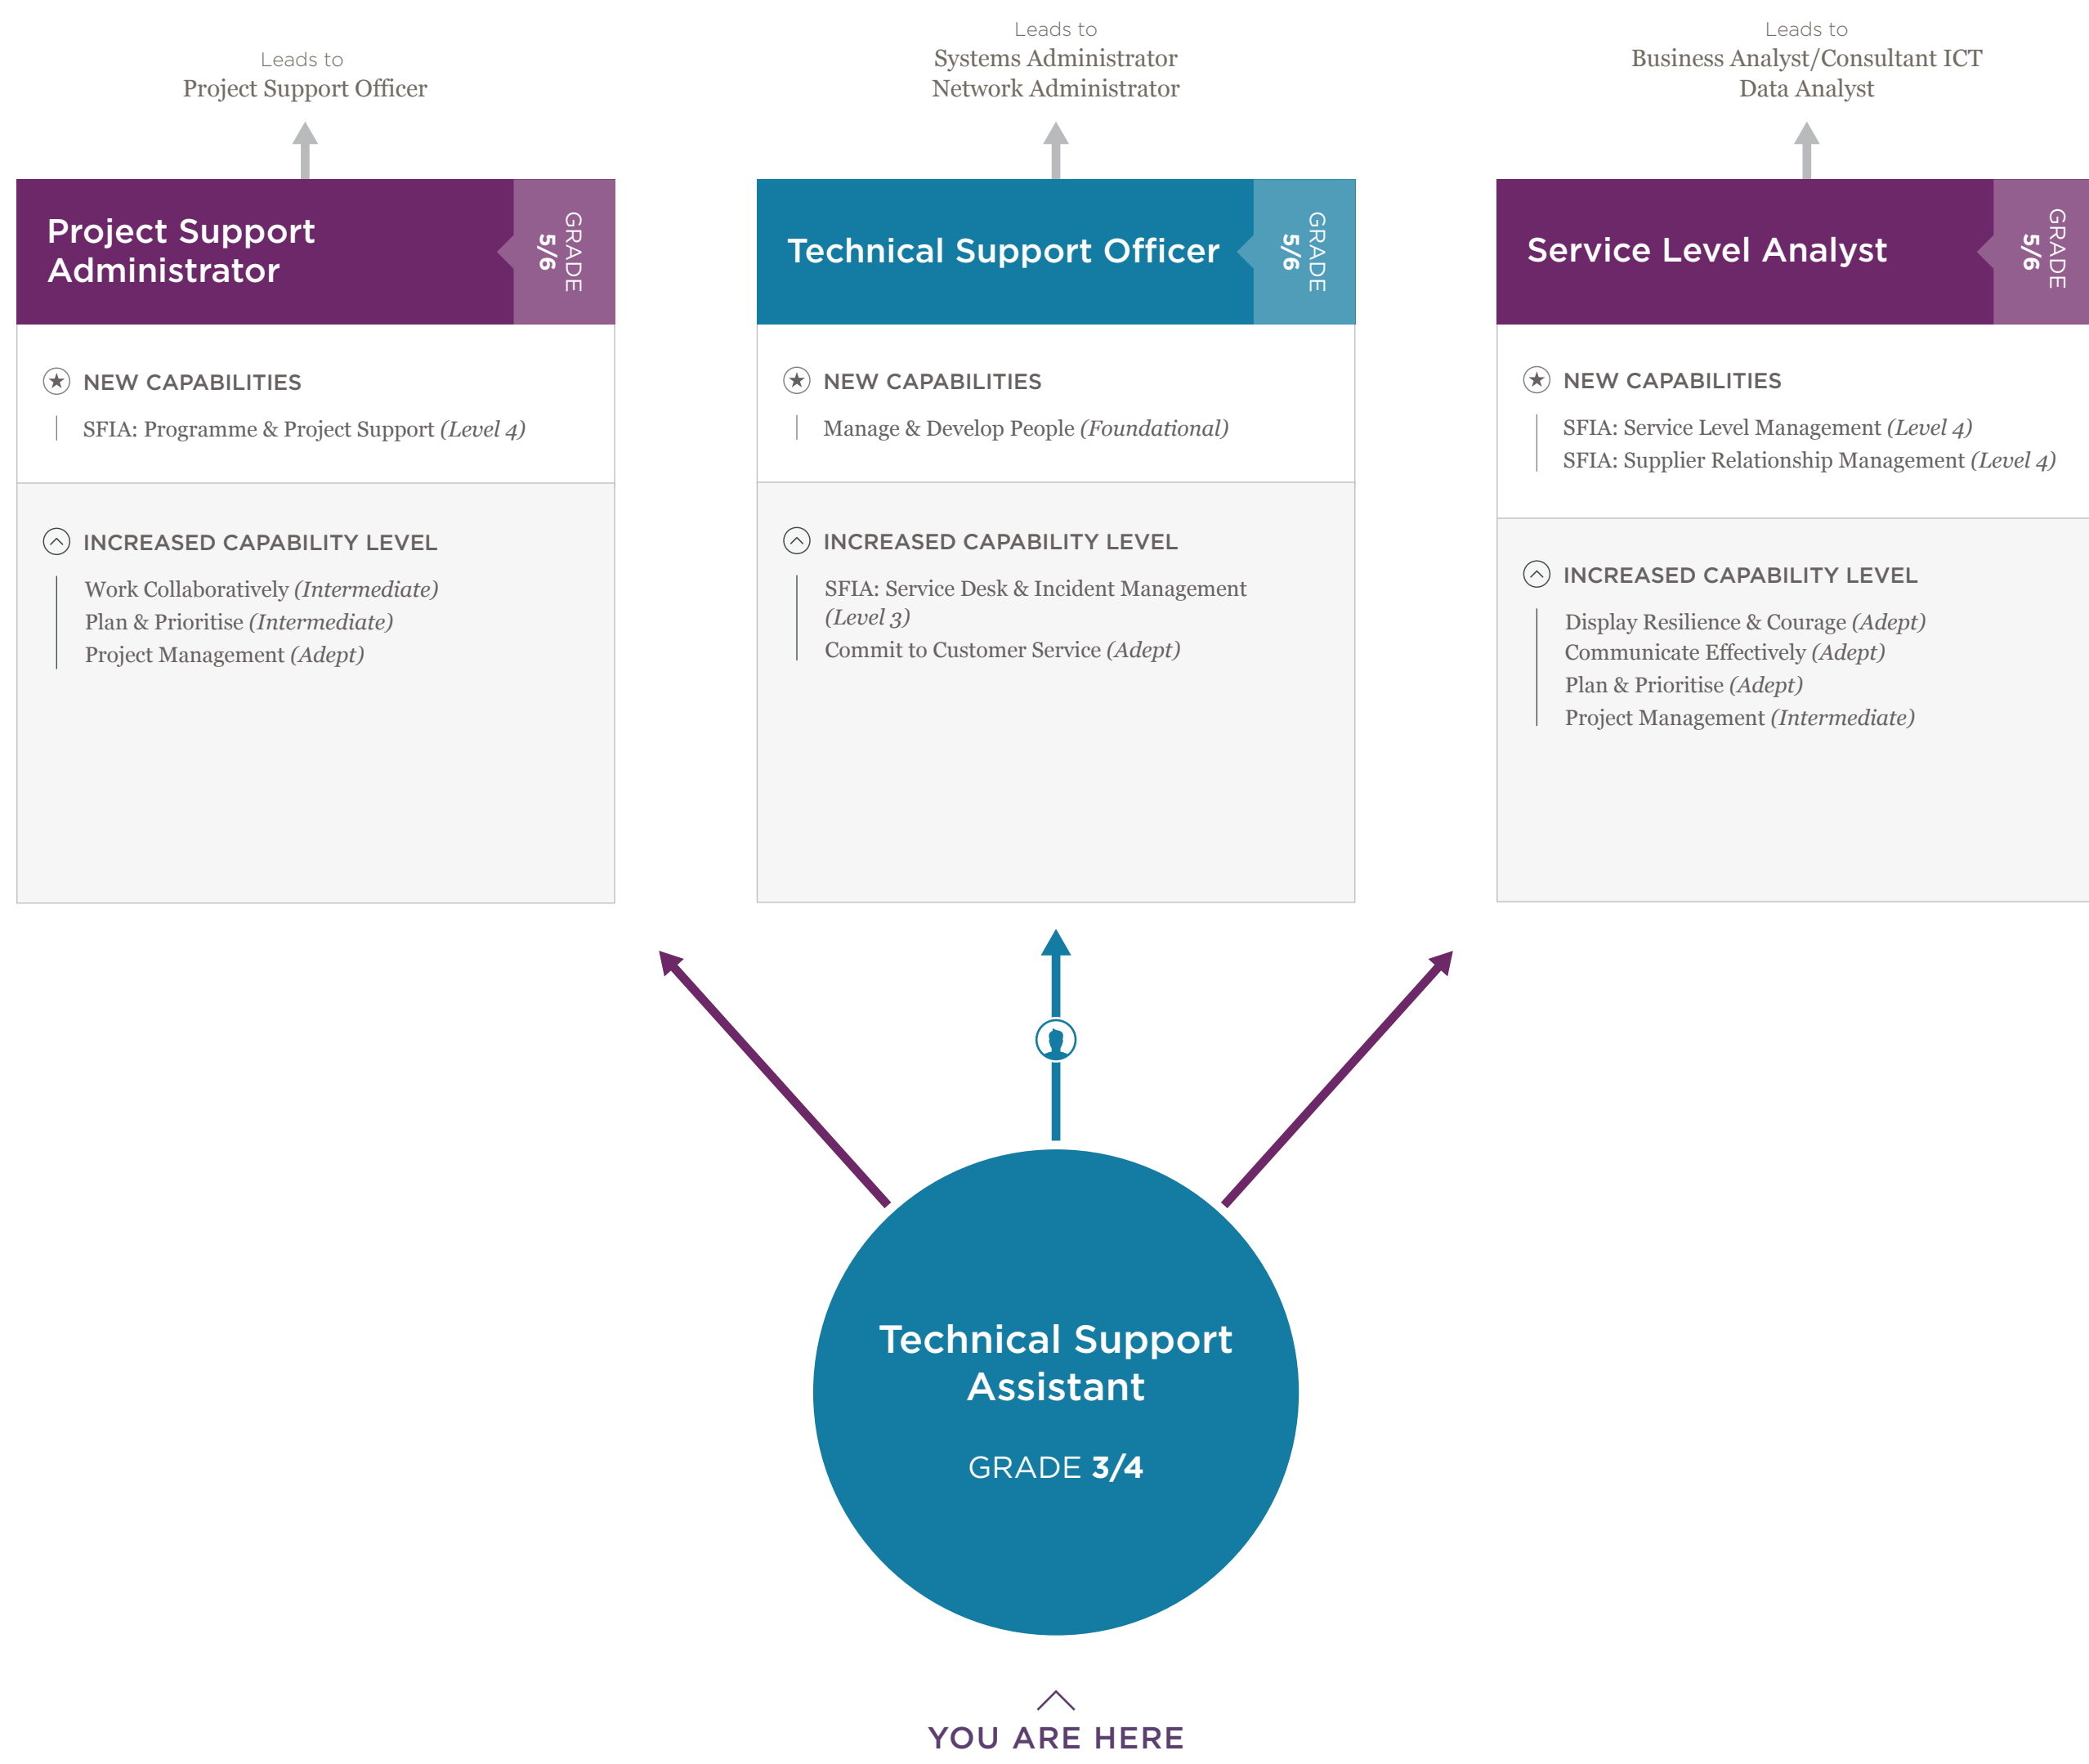 Leads to
Project Support Officer
Project Support
Administrator
GRADE
5/6
NEW CAPABILITIES
SFIA: Programme & Project Support (Level 4)
INCREASED CAPABILITY LEVEL
Work Collaboratively (Intermediate)
Plan & Prioritise (Intermediate)
Project Management (Adept)
Leads to
Systems Administrator
Network Administrator
Technical Support Officer
GRADE
5/6
NEW CAPABILITIES
Manage & Develop People (Foundational)
INCREASED CAPABILITY LEVEL
SFIA: Service Desk & Incident Management
(Level 3)
Commit to Customer Service (Adept)
Leads to
Business Analyst/Consultant ICT
Data Analyst
Service Level Analyst
GRADE
5/6
NEW CAPABILITIES
SFIA: Service Level Management (Level 4)
SFIA: Supplier Relationship Management (Level 4)
INCREASED CAPABILITY LEVEL
Display Resilience & Courage (Adept)
Communicate Effectively (Adept)
Plan & Prioritise (Adept)
Project Management (Intermediate)
Technical Support
Assistant
GRADE 3/4
YOU ARE HERE